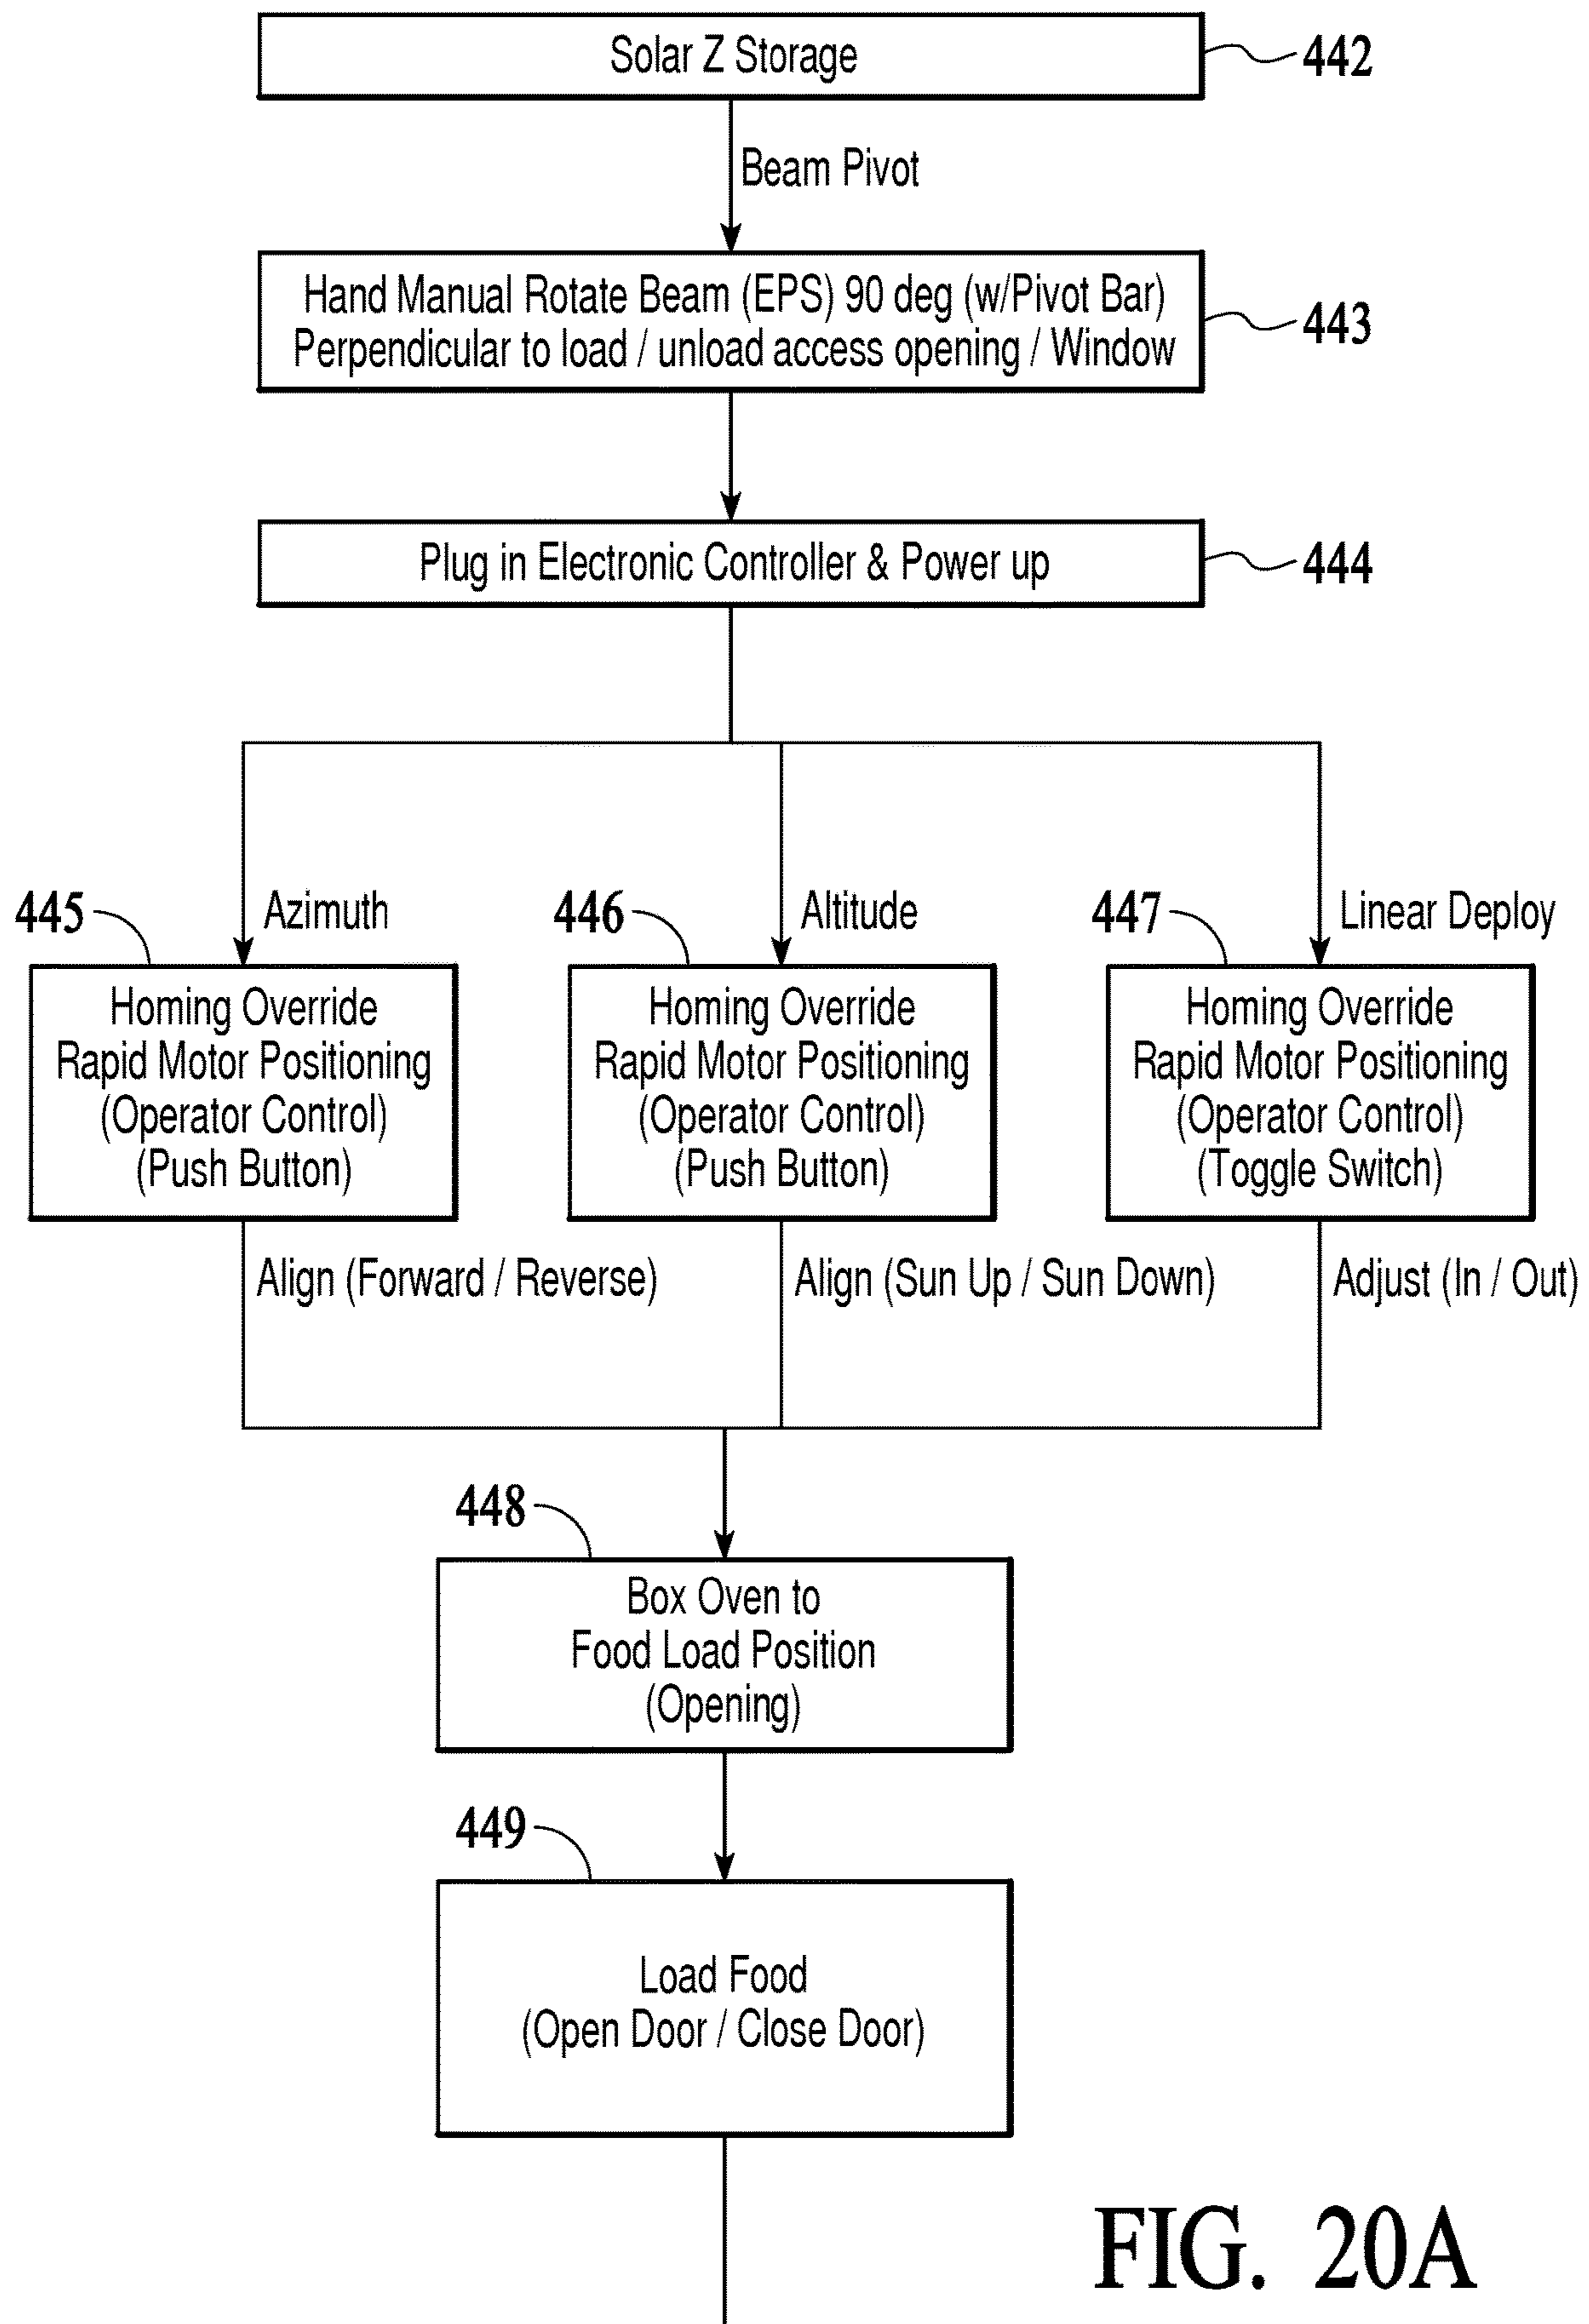 Solar Z Storage
442
Beam Pivot
Hand Manual Rotate Beam (EPS) 90 deg (w/Pivot Bar)
Perpendicular to load / unload access opening / Window
443
Plug in Electronic Controller & Power up
444
445
Azimuth
446
Altitude
447
Linear Deploy
Homing Override
Rapid Motor Positioning
(Operator Control)
(Push Button)
Homing Override
Rapid Motor Positioning
(Operator Control)
(Push Button)
Homing Override
Rapid Motor Positioning
(Operator Control)
(Toggle Switch)
Align (Forward / Reverse)
Align (Sun Up / Sun Down)
Adjust (In / Out)
448
Box Oven to
Food Load Position
(Opening)
449
Load Food
(Open Door / Close Door)
FIG. 20A